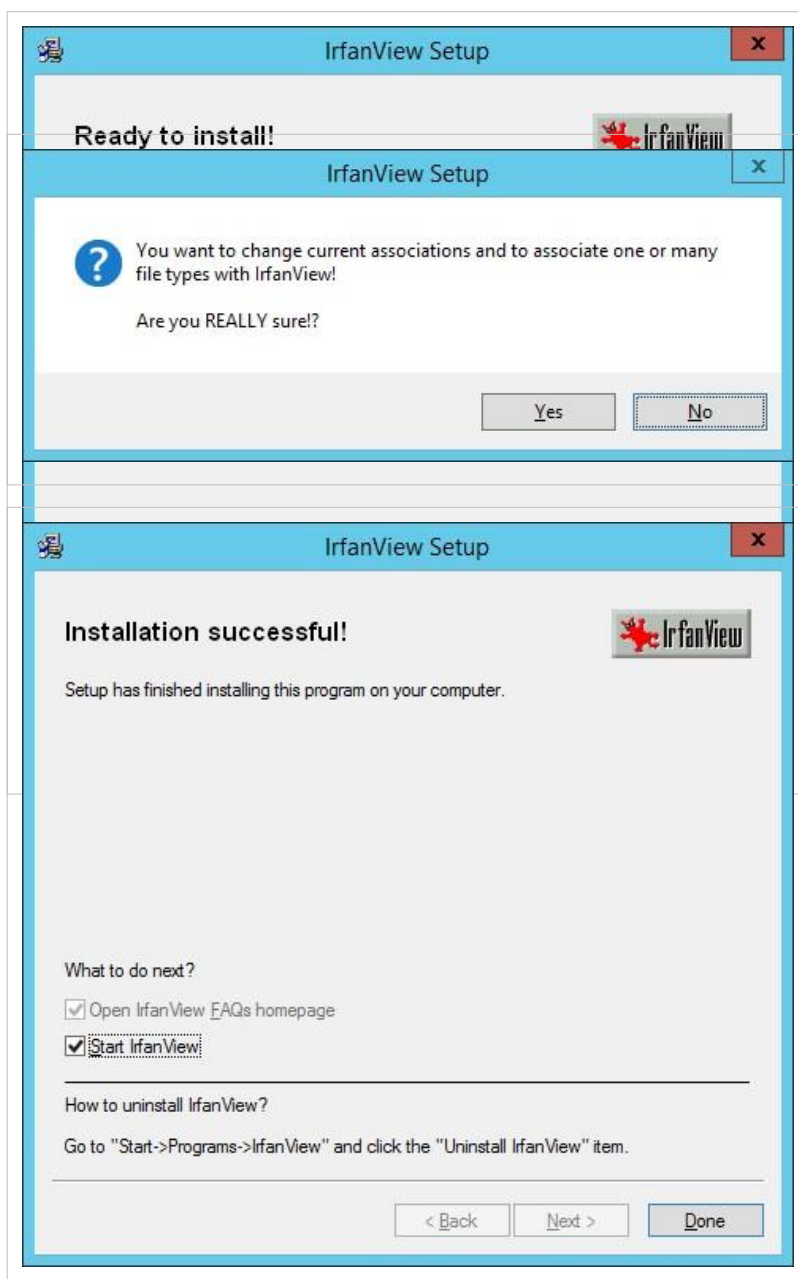 IrfanView Setup
x
Ready to install!
IrfanView
IrfanView Setup
x
You want to change current associations and to associate one or many
file types with IrfanView!
Are you REALLY sure!?
Yes
No
IrfanView Setup
x
Installation successful!
IrfanView
Setup has finished installing this program on your computer.
What to do next?
Open IrfanView FAQs homepage
Start IrfanView
How to uninstall IrfanView?
Go to "Start->Programs->IrfanView" and click the "Uninstall IrfanView" item.
< Back
Next >
Done